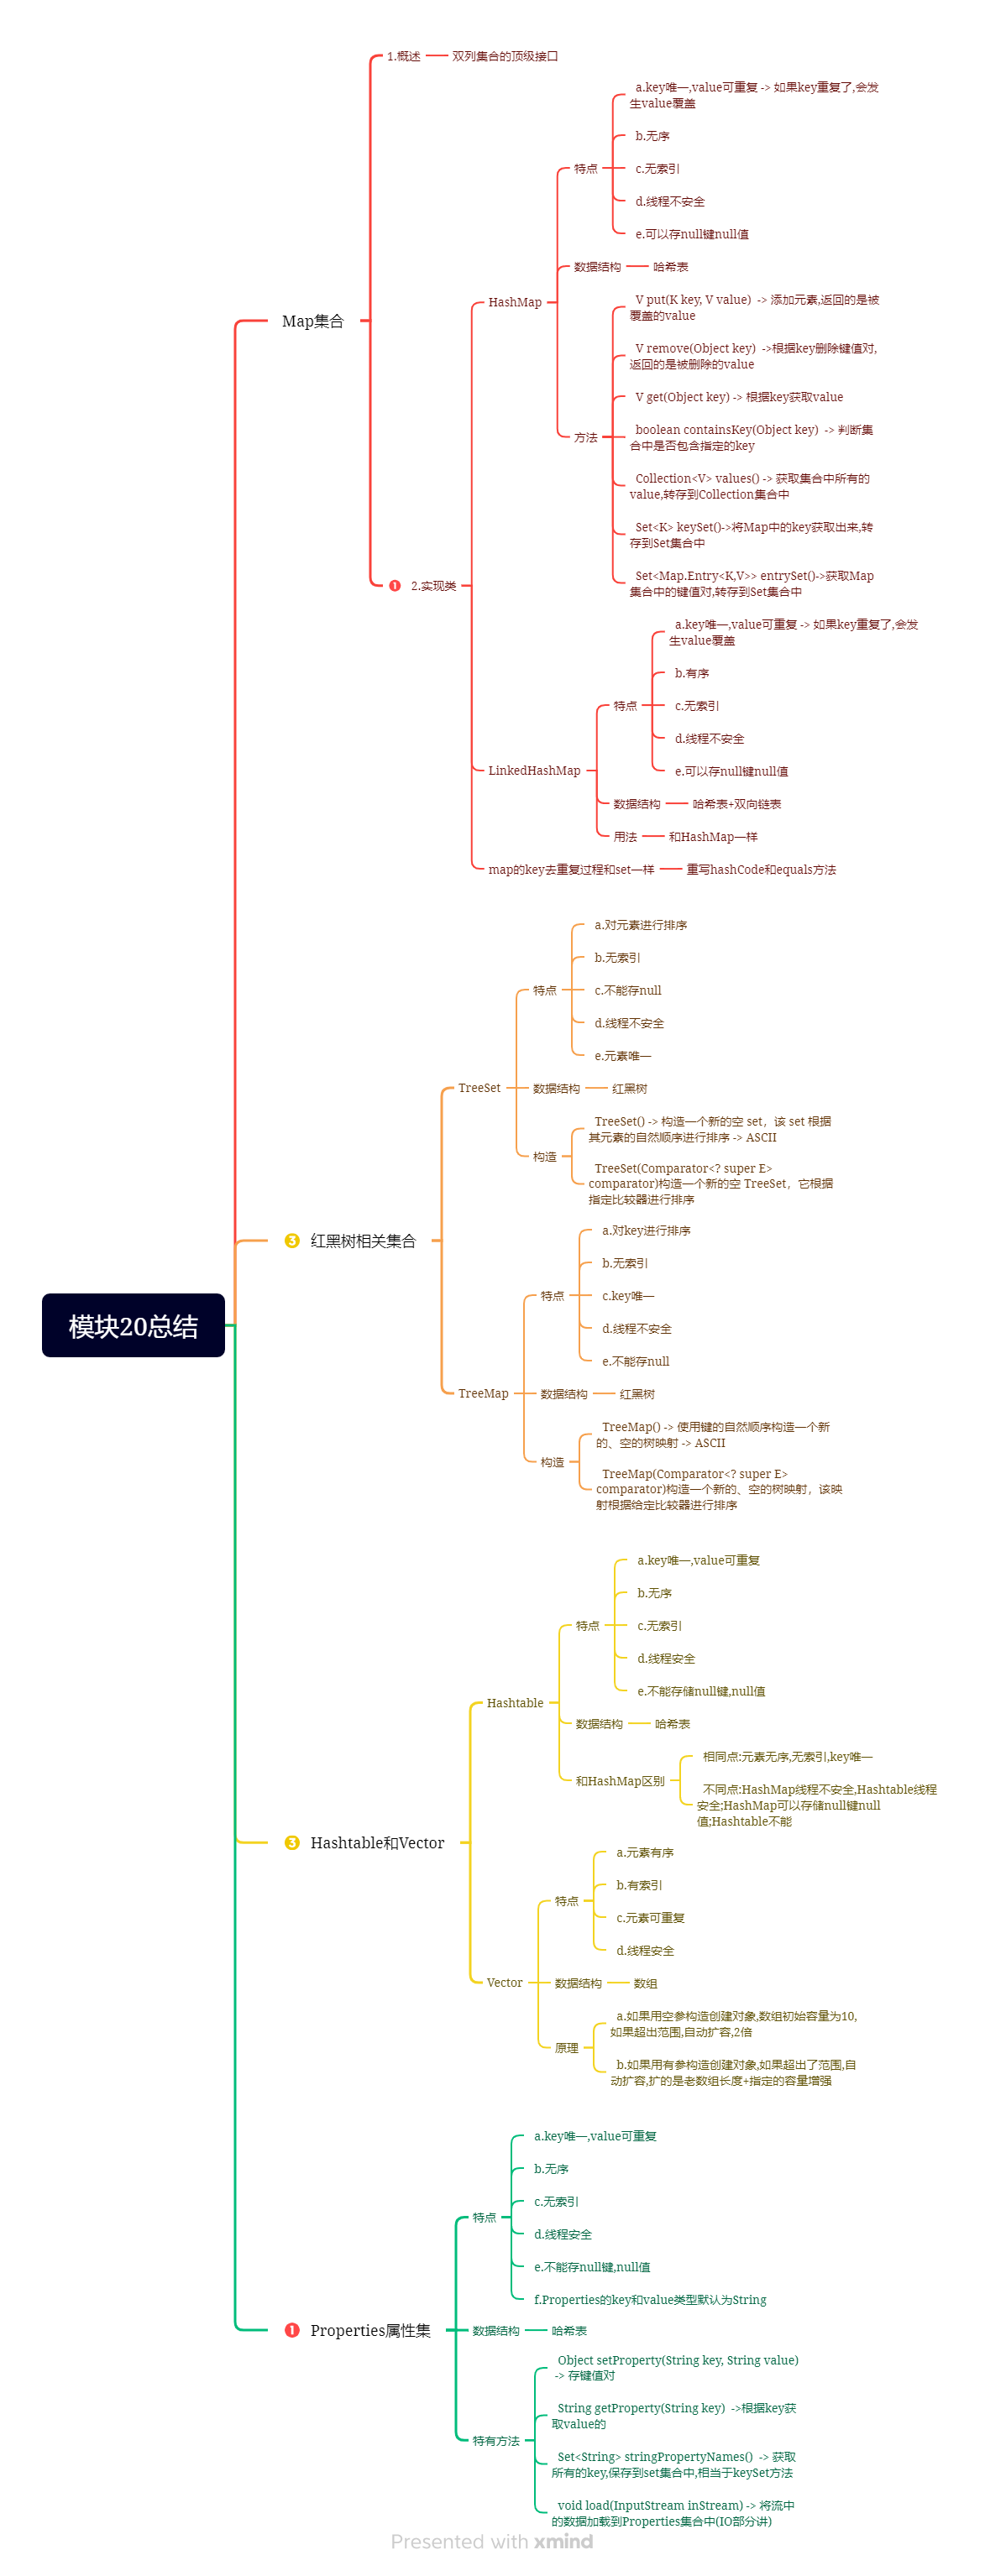 模块20总结
Map集合
1.概述
双列集合的顶级接口
❶ 2.实现类
HashMap
特点
a.key唯一,value可重复 -> 如果key重复了,会发
生value覆盖
b.无序
c.无索引
d.线程不安全
e.可以存null键null值
数据结构
哈希表
方法
V put(K key, V value)  -> 添加元素,返回的是被
覆盖的value
V remove(Object key)  ->根据key删除键值对,
返回的是被删除的value
V get(Object key) -> 根据key获取value
boolean containsKey(Object key)  -> 判断集
合中是否包含指定的key
Collection<V> values() -> 获取集合中所有的
value,转存到Collection集合中
Set<K> keySet()->将Map中的key获取出来,转
存到Set集合中
Set<Map.Entry<K,V>> entrySet()->获取Map
集合中的键值对,转存到Set集合中
LinkedHashMap
特点
a.key唯一,value可重复 -> 如果key重复了,会发
生value覆盖
b.有序
c.无索引
d.线程不安全
e.可以存null键null值
数据结构
哈希表+双向链表
用法
和HashMap一样
map的key去重复过程和set一样
重写hashCode和equals方法
❸ 红黑树相关集合
TreeSet
特点
a.对元素进行排序
b.无索引
c.不能存null
d.线程不安全
e.元素唯一
数据结构
红黑树
构造
TreeSet() -> 构造一个新的空 set，该 set 根据
其元素的自然顺序进行排序 -> ASCII
TreeSet(Comparator<? super E>
comparator)构造一个新的空 TreeSet，它根据
指定比较器进行排序
TreeMap
特点
a.对key进行排序
b.无索引
c.key唯一
d.线程不安全
e.不能存null
数据结构
红黑树
构造
TreeMap() -> 使用键的自然顺序构造一个新
的、空的树映射 -> ASCII
TreeMap(Comparator<? super E>
comparator)构造一个新的、空的树映射，该映
射根据给定比较器进行排序
❸ Hashtable和Vector
Hashtable
特点
a.key唯一,value可重复
b.无序
c.无索引
d.线程安全
e.不能存储null键,null值
数据结构
哈希表
和HashMap区别
相同点:元素无序,无索引,key唯一
不同点:HashMap线程不安全,Hashtable线程
安全;HashMap可以存储null键null
值;Hashtable不能
Vector
特点
a.元素有序
b.有索引
c.元素可重复
d.线程安全
数据结构
数组
原理
a.如果用空参构造创建对象,数组初始容量为10,
如果超出范围,自动扩容,2倍
b.如果用有参构造创建对象,如果超出了范围,自
动扩容,扩的是老数组长度+指定的容量增强
❶ Properties属性集
特点
a.key唯一,value可重复
b.无序
c.无索引
d.线程安全
e.不能存null键,null值
f.Properties的key和value类型默认为String
数据结构
哈希表
特有方法
Object setProperty(String key, String value)
-> 存键值对
String getProperty(String key)  ->根据key获
取value的
Set<String> stringPropertyNames()  -> 获取
所有的key,保存到set集合中,相当于keySet方法
void load(InputStream inStream) -> 将流中
的数据加载到Properties集合中(IO部分讲)
Presented with xmind